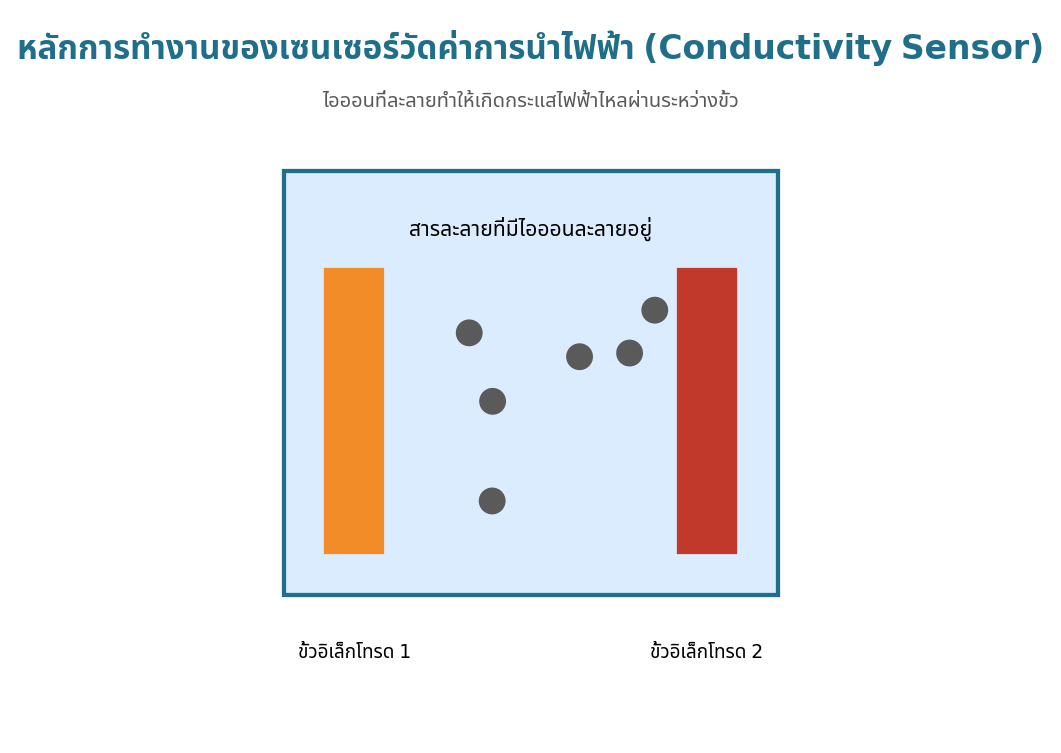 หลักการทำงานของเซนเซอร์วัดค่าการนำไฟฟ้า (Conductivity Sensor)
ไอออนที่ละลายทำให้เกิดกระแสไฟฟ้าไหลผ่านระหว่างขั้ว
สารละลายที่มีไอออนละลายอยู่
ขั้วอิเล็กโทรด 1
ขั้วอิเล็กโทรด 2